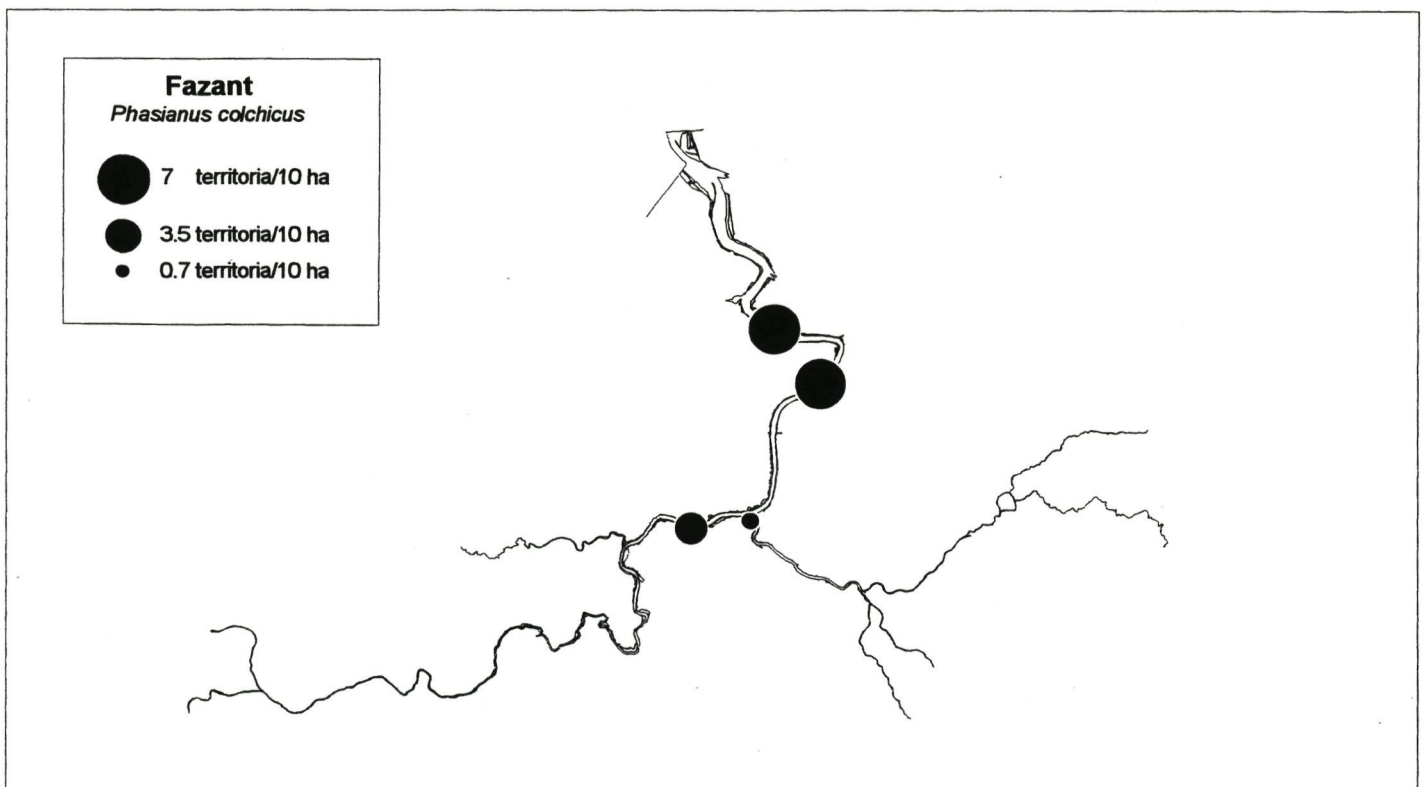 Fazant
Phasianus colchicus
7 territoria/10 ha
3.5 territoria/10 ha
0.7 territoria/10 ha